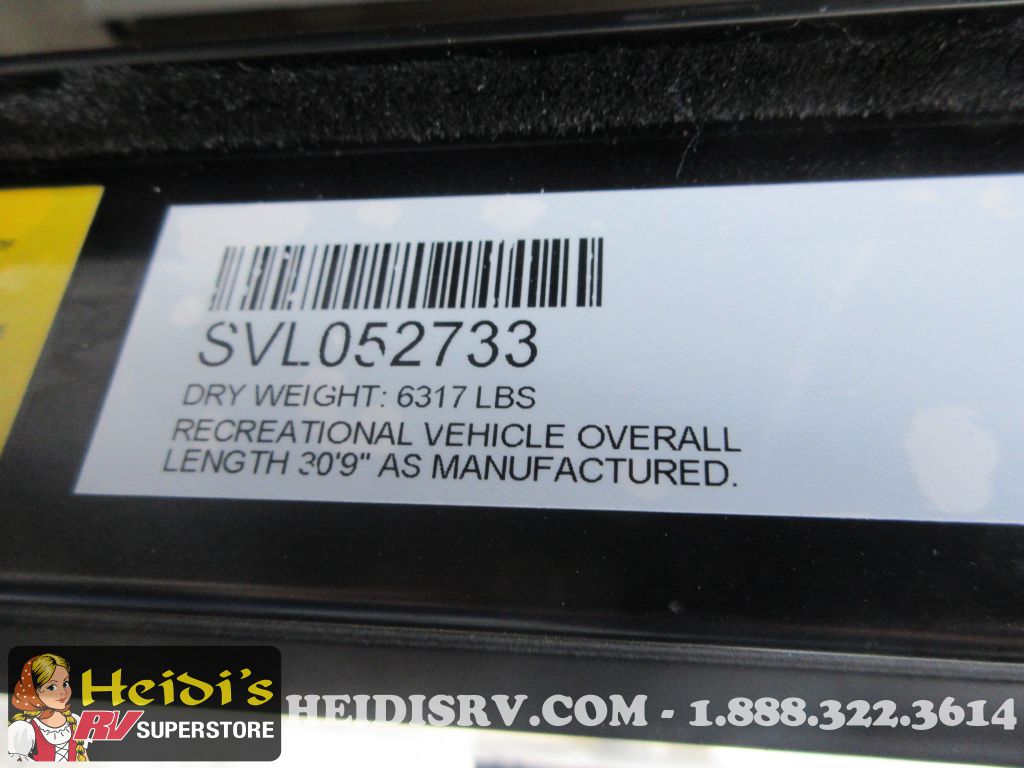 SVL052733
DRY WEIGHT: 6317 LBS
RECREATIONAL VEHICLE OVERALL
LENGTH 30'9" AS MANUFACTURED.
Heidi's
RV SUPERSTORE
HEIDISRV.COM - 1.888.322.3614